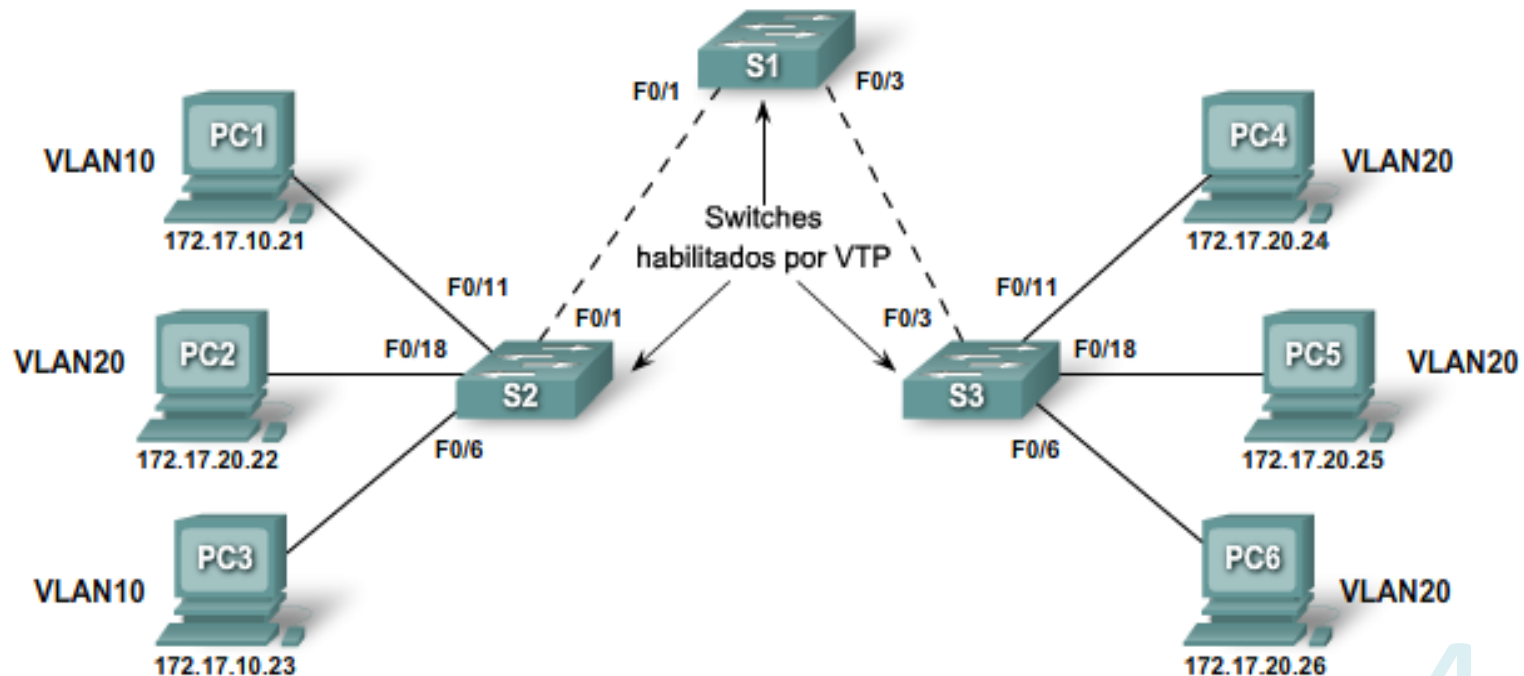 S1
F0/1
F0/3
PC1
VLAN10
172.17.10.21
F0/11
PC4
VLAN20
172.17.20.24
F0/11
Switches
habilitados por VTP
F0/1
F0/3
PC2
VLAN20
172.17.20.22
F0/18
S2
F0/6
S3
F0/18
F0/6
PC5
VLAN20
172.17.20.25
PC3
VLAN10
172.17.10.23
PC6
VLAN20
172.17.20.26
4